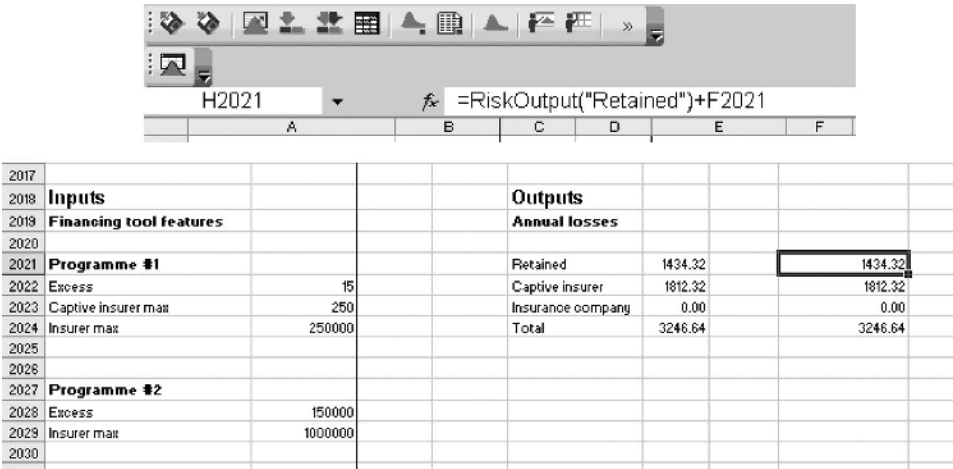 »
H2021 fx =RiskOutput("Retained")+F2021
A B C D E F
2017
2018 Inputs Outputs
2019 Financing tool features Annual losses
2020
2021 Programme #1 Retained 1434.32 1434.32
2022 Excess 15 Captive insurer 1812.32 1812.32
2023 Captive insurer max 250 Insurance company 0.00 0.00
2024 Insurer max 250000 Total 3246.64 3246.64
2025
2026
2027 Programme #2
2028 Excess 150000
2029 Insurer max 1000000
2030